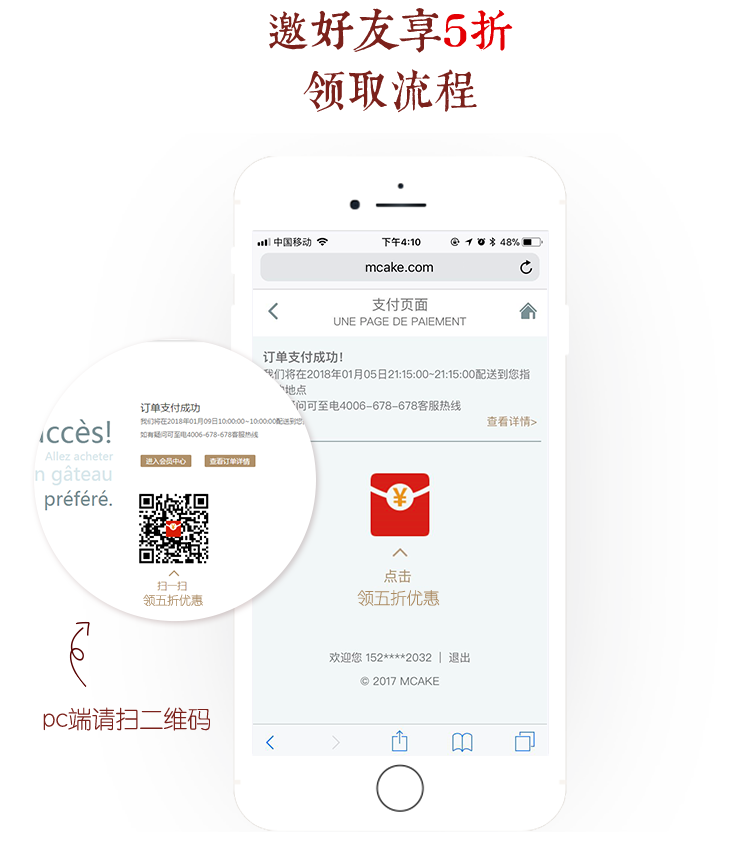 邀好友享5折
领取流程
中国移动
下午4:10
48%
mcake.com
支付页面
UNE PAGE DE PAIEMENT
订单支付成功！
我们将在2018年01月05日21:15:00~21:15:00配送到您指
地点
疑问可至电4006-678-678客服热线
查看详情>
点击
领五折优惠
欢迎您 152****2032 | 退出
© 2017 MCAKE
订单支付成功
我们将在2018年01月09日10:00:00~10:00:00配送到您
如有疑问可至电4006-678-678客服热线
进入会员中心
查看订单详情
uccès!
Allez acheter
n gâteau
préféré.
扫一扫
领五折优惠
pc端请扫二维码